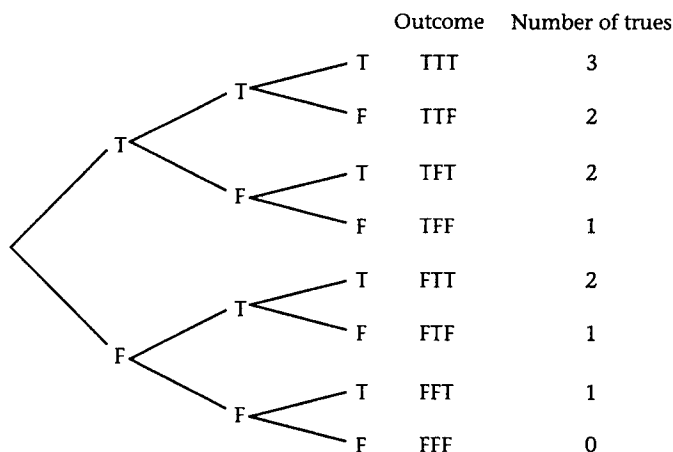 Outcome Number of trues
T TTT 3
T
F TTF 2
T
T TFT 2
F
F TFF 1
T FTT 2
T
F FTF 1
F
T FFT 1
F
F FFF 0